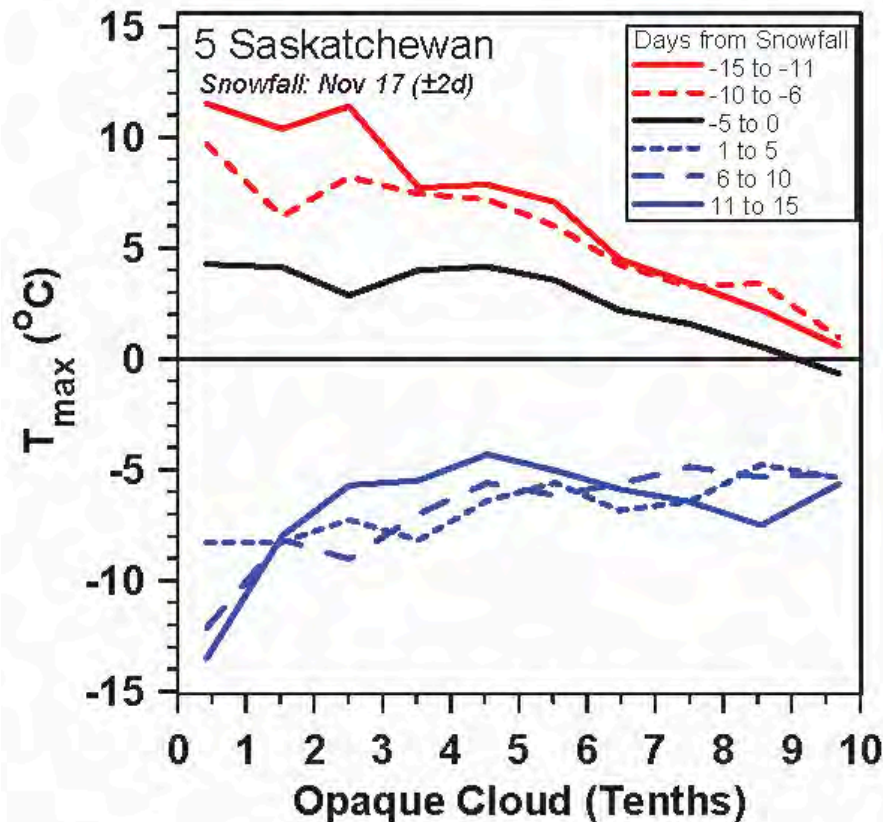 5 Saskatchewan
Snowfall: Nov 17 (±2d)
Days from Snowfall
-15 to -11
-10 to -6
-5 to 0
1 to 5
6 to 10
11 to 15
Tmax (°C)
15
10
5
0
-5
-10
-15
0 1 2 3 4 5 6 7 8 9 10
Opaque Cloud (Tenths)